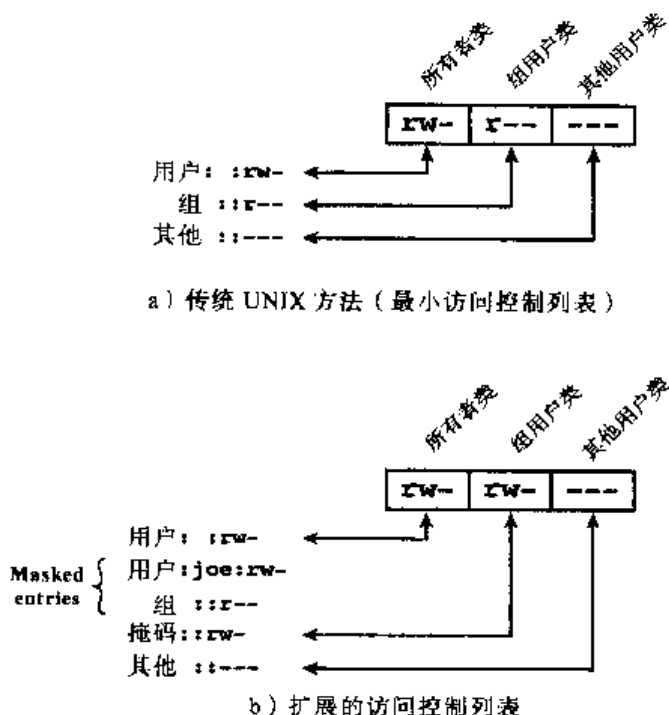 所有者类
组用户类
其他用户类
rw- r-- ---
用户: :rw-
组 ::r--
其他 ::---
a）传统 UNIX 方法（最小访问控制列表）
所有者类
组用户类
其他用户类
rw- rw- ---
用户: :rw-
Masked entries
用户:joe:rw-
组 ::r--
掩码::rw-
其他 ::---
b）扩展的访问控制列表